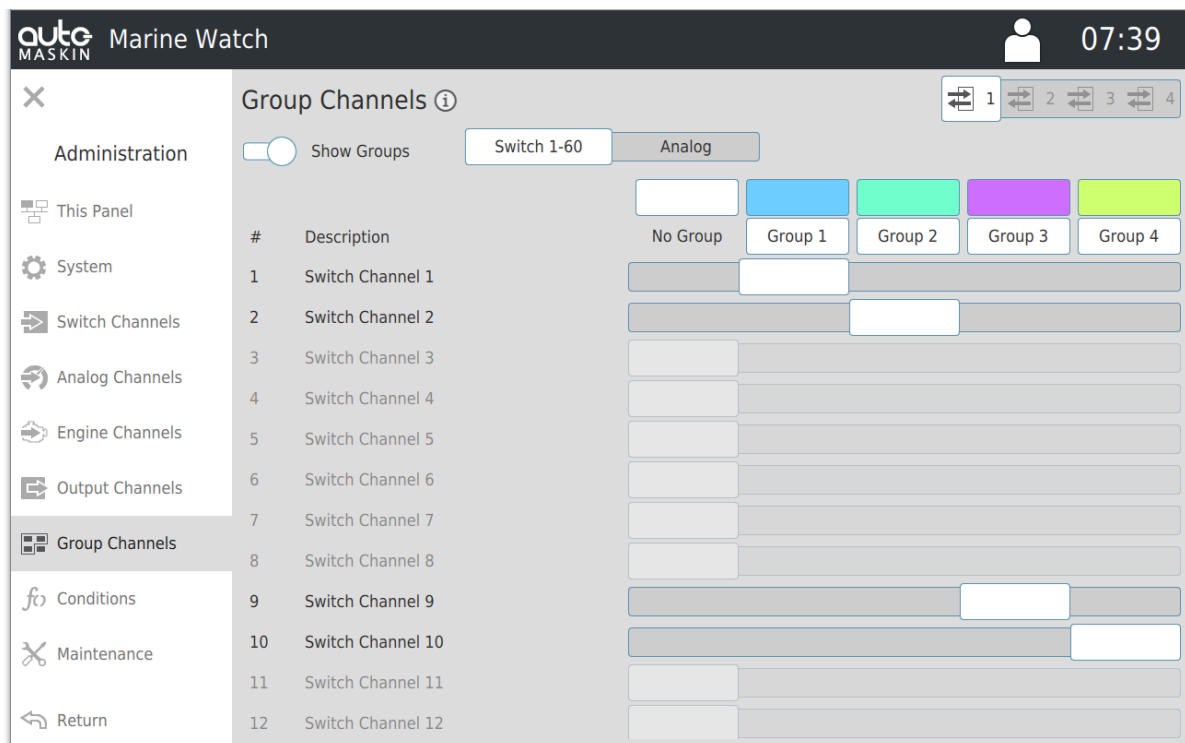 auto MASKIN Marine Watch 07:39
Group Channels i 1 2 3 4
Administration
Show Groups Switch 1-60 Analog
This Panel
System
Switch Channels
Analog Channels
Engine Channels
Output Channels
Group Channels
fx Conditions
Maintenance
Return
# Description No Group Group 1 Group 2 Group 3 Group 4
1 Switch Channel 1
2 Switch Channel 2
3 Switch Channel 3
4 Switch Channel 4
5 Switch Channel 5
6 Switch Channel 6
7 Switch Channel 7
8 Switch Channel 8
9 Switch Channel 9
10 Switch Channel 10
11 Switch Channel 11
12 Switch Channel 12